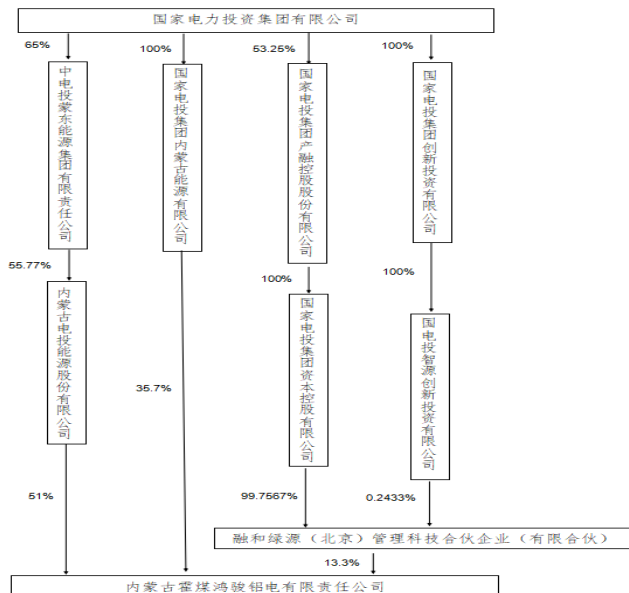 国家电力投资集团有限公司
65%
100%
53.25%
100%
中电投蒙东能源集团有限责任公司
国家电投集团内蒙古能源有限公司
国家电投集团产融控股股份有限公司
国家电投集团创新投资有限公司
55.77%
100%
100%
内蒙古电投能源股份有限公司
35.7%
国家电投集团资本控股有限公司
国电投智源创新投资有限公司
51%
99.7567%
0.2433%
融和绿源（北京）管理科技合伙企业（有限合伙）
13.3%
内蒙古霍煤鸿骏铝电有限责任公司